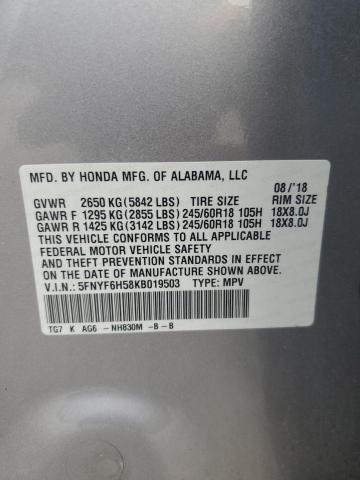 MFD. BY HONDA MFG. OF ALABAMA, LLC 08/'18
GVWR 2650 KG (5842 LBS) TIRE SIZE RIM SIZE
GAWR F 1295 KG (2855 LBS) 245/60R18 105H 18X8.0J
GAWR R 1425 KG (3142 LBS) 245/60R18 105H 18X8.0J
THIS VEHICLE CONFORMS TO ALL APPLICABLE
FEDERAL MOTOR VEHICLE SAFETY
AND THEFT PREVENTION STANDARDS IN EFFECT
ON THE DATE OF MANUFACTURE SHOWN ABOVE.
V.I.N.: 5FNYF6H58KB019503 TYPE: MPV
TG7 K AG6 -NH830M -B -B